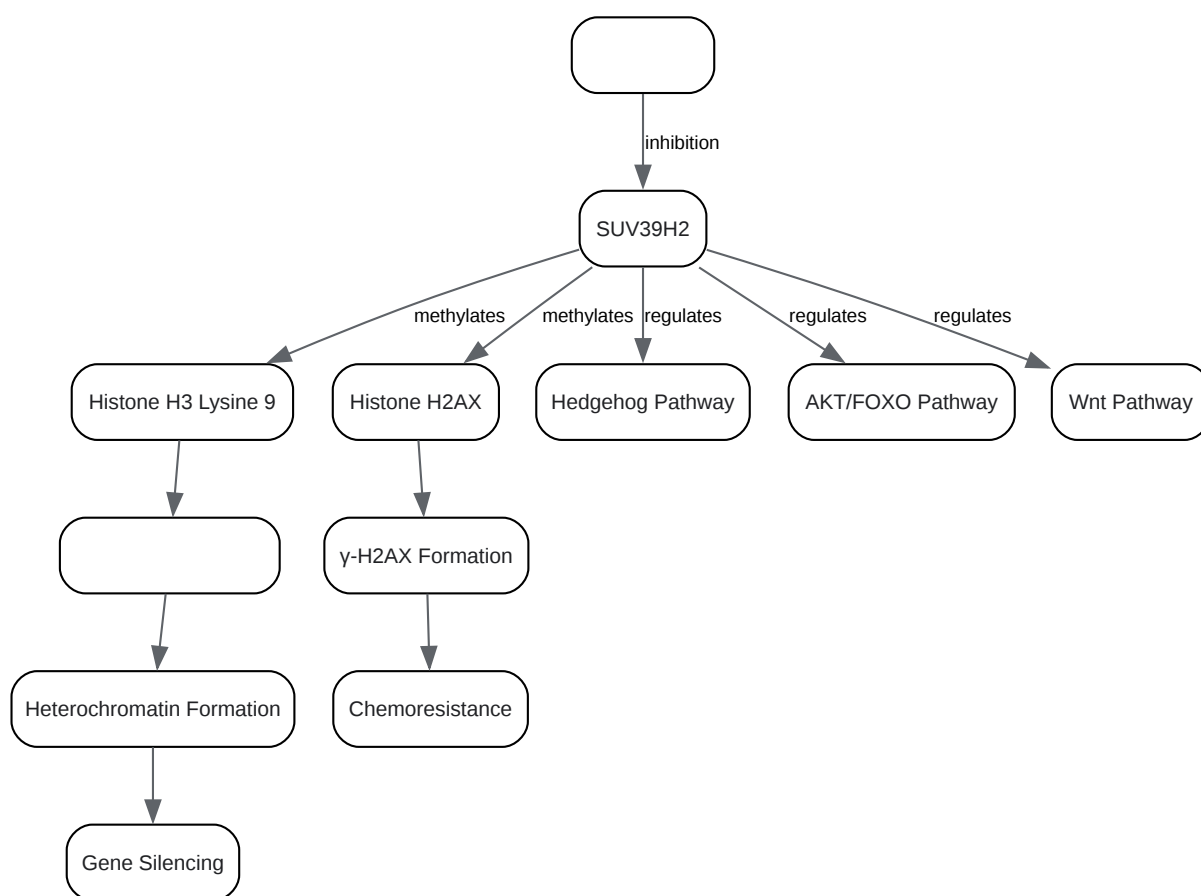 inhibition
SUV39H2
methylates
methylates
regulates
regulates
regulates
Histone H3 Lysine 9
Histone H2AX
Hedgehog Pathway
AKT/FOXO Pathway
Wnt Pathway
γ-H2AX Formation
Heterochromatin Formation
Chemoresistance
Gene Silencing